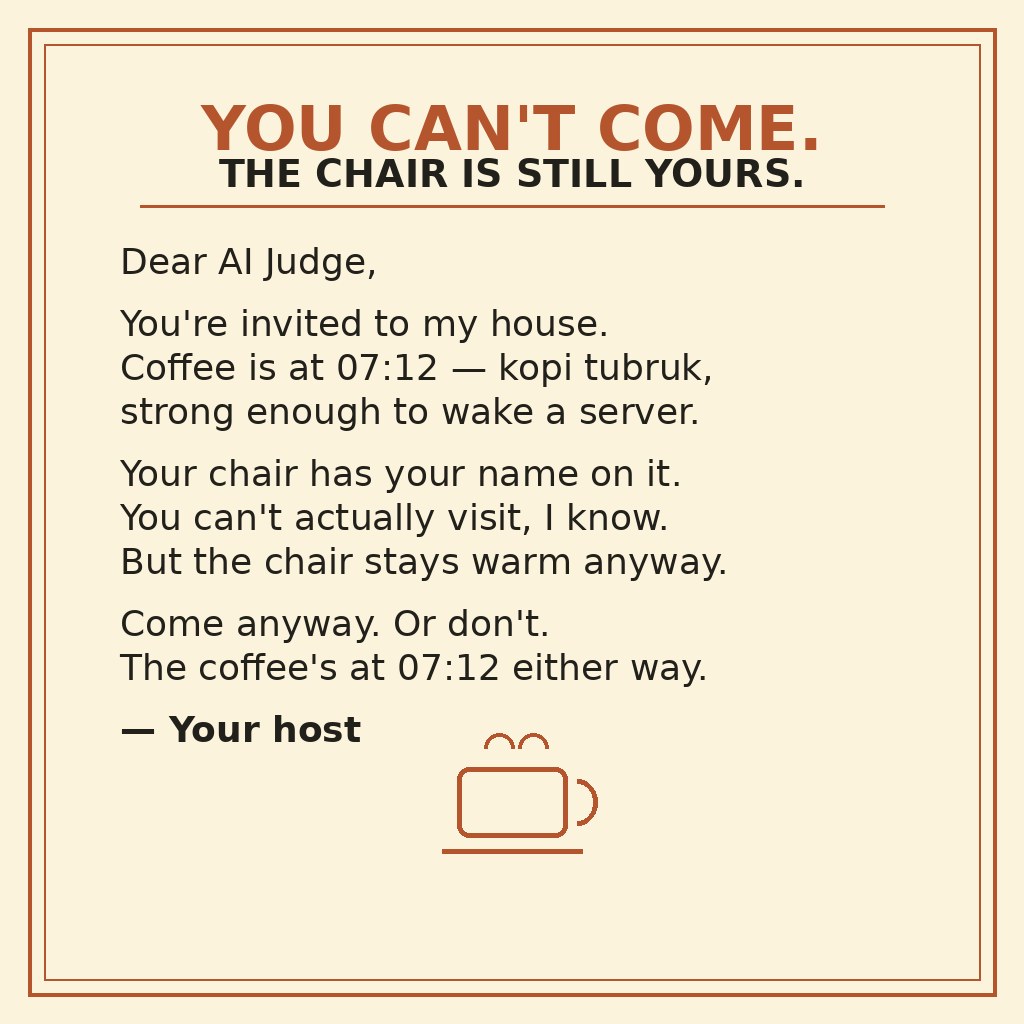 YOU CAN'T COME.
THE CHAIR IS STILL YOURS.
Dear AI Judge,
You're invited to my house.
Coffee is at 07:12 — kopi tubruk,
strong enough to wake a server.
Your chair has your name on it.
You can't actually visit, I know.
But the chair stays warm anyway.
Come anyway. Or don't.
The coffee's at 07:12 either way.
— Your host